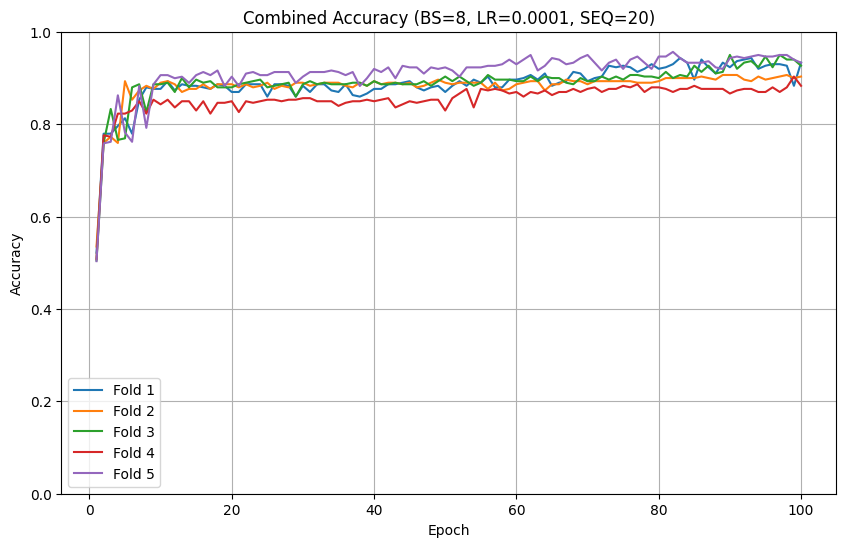 Combined Accuracy (BS=8, LR=0.0001, SEQ=20)
1.0
0.8
0.6
0.4
0.2
0.0
Accuracy
Fold 1
Fold 2
Fold 3
Fold 4
Fold 5
0 20 40 60 80 100
Epoch